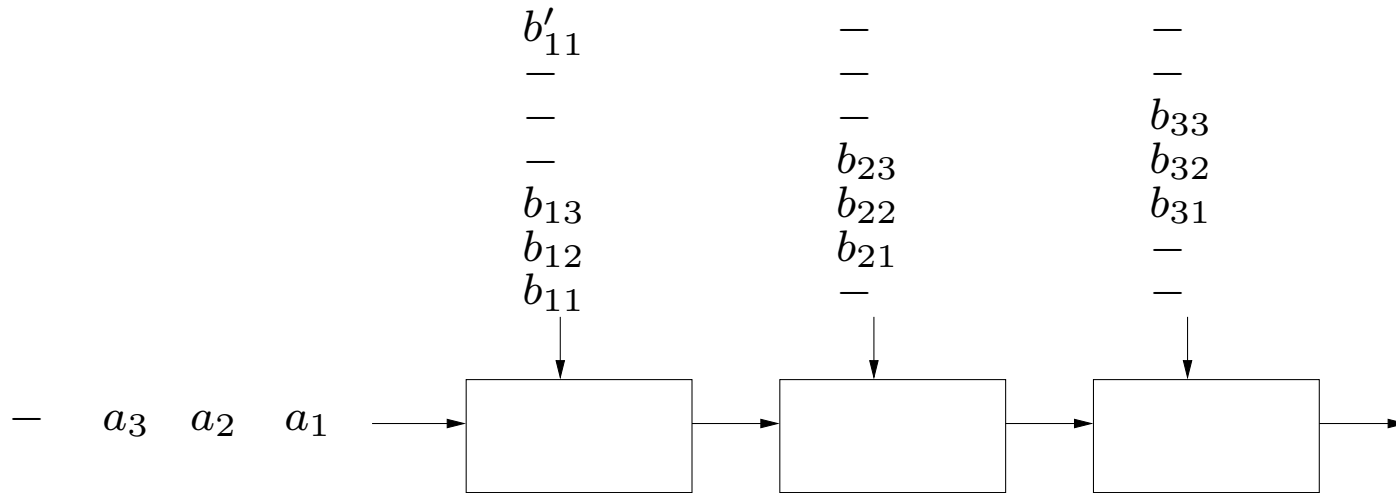 b'₁₁ − −
− − −
− − b₃₃
− b₂₃ b₃₂
b₁₃ b₂₂ b₃₁
b₁₂ b₂₁ −
b₁₁ − −
− a₃ a₂ a₁